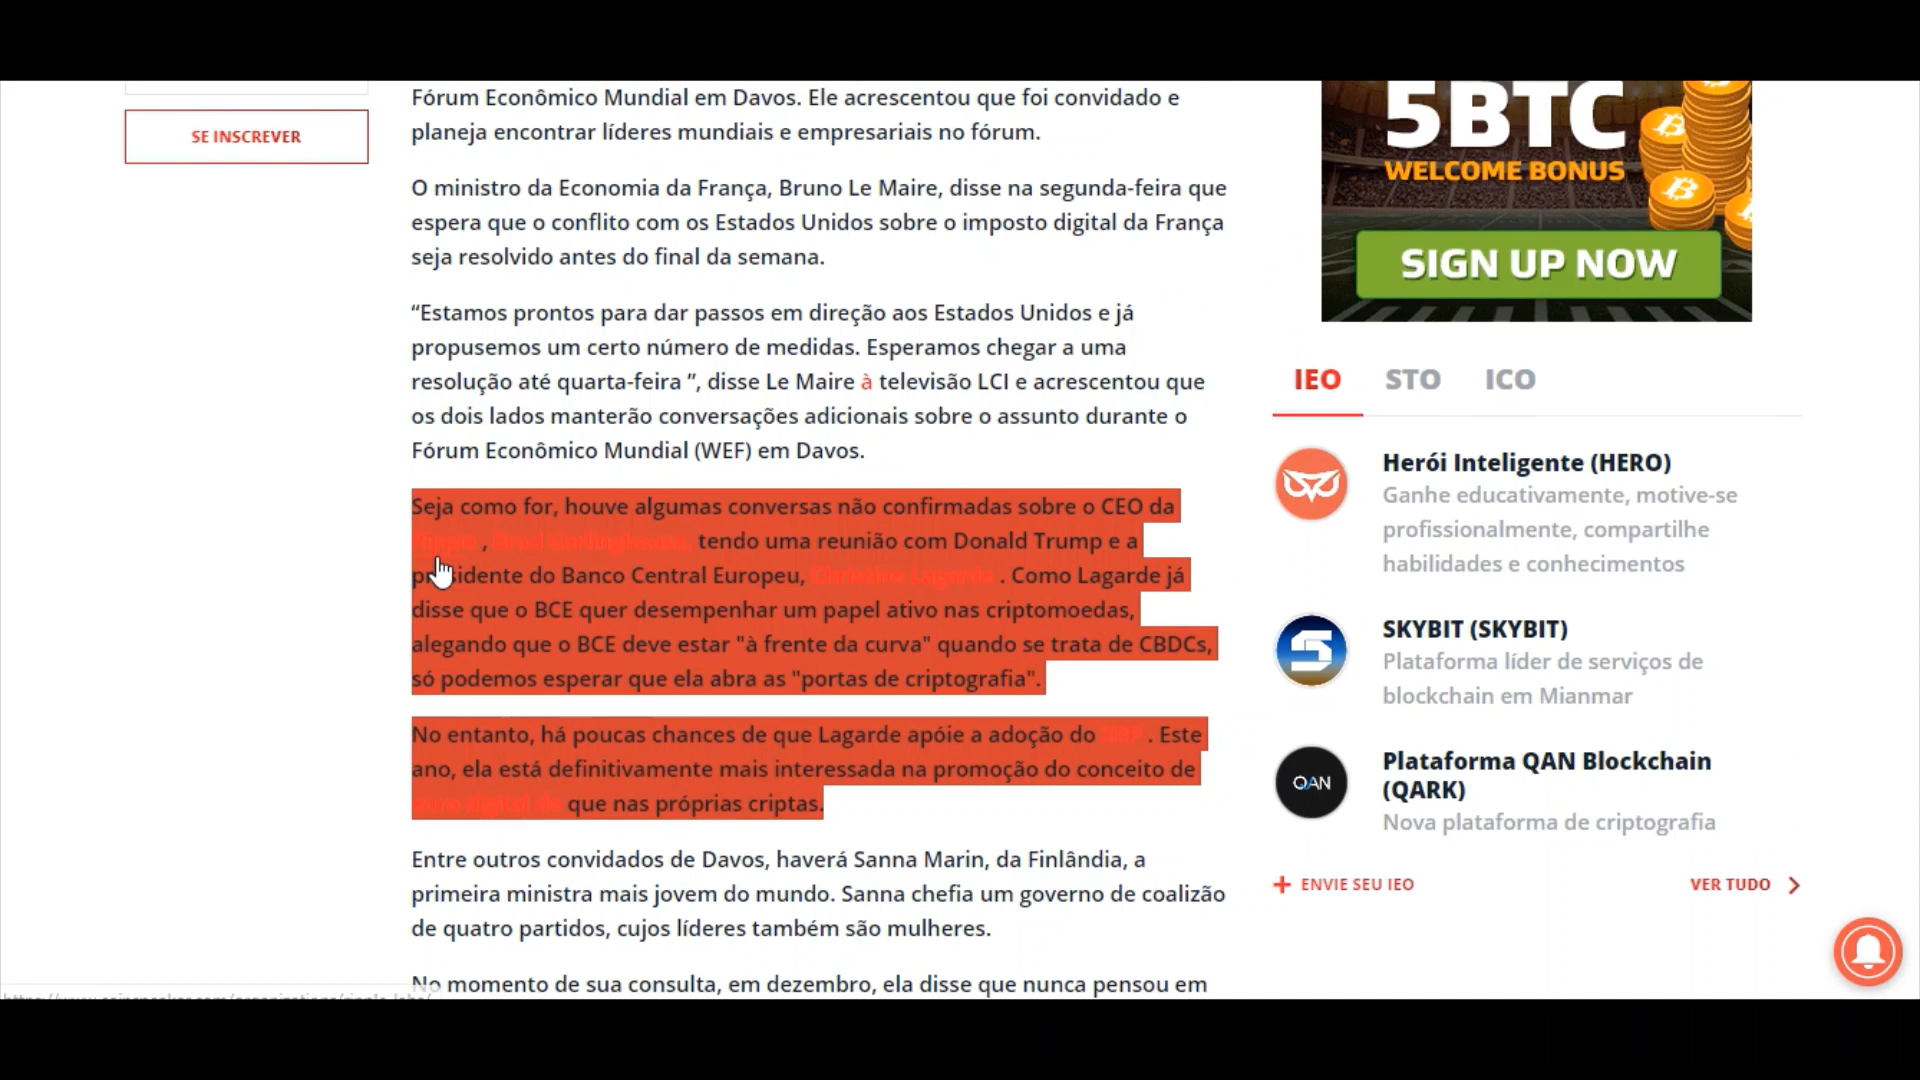 Fórum Econômico Mundial em Davos. Ele acrescentou que foi convidado e
planeja encontrar líderes mundiais e empresariais no fórum.
SE INSCREVER
O ministro da Economia da França, Bruno Le Maire, disse na segunda-feira que
espera que o conflito com os Estados Unidos sobre o imposto digital da França
seja resolvido antes do final da semana.
“Estamos prontos para dar passos em direção aos Estados Unidos e já
propusemos um certo número de medidas. Esperamos chegar a uma
resolução até quarta-feira ”, disse Le Maire à televisão LCI e acrescentou que
os dois lados manterão conversações adicionais sobre o assunto durante o
Fórum Econômico Mundial (WEF) em Davos.
Seja como for, houve algumas conversas não confirmadas sobre o CEO da
, Brad Garlinghouse, tendo uma reunião com Donald Trump e a
presidente do Banco Central Europeu, Christine Lagarde . Como Lagarde já
disse que o BCE quer desempenhar um papel ativo nas criptomoedas,
alegando que o BCE deve estar "à frente da curva" quando se trata de CBDCs,
só podemos esperar que ela abra as "portas de criptografia".
No entanto, há poucas chances de que Lagarde apóie a adoção do . Este
ano, ela está definitivamente mais interessada na promoção do conceito de
que nas próprias criptas.
Entre outros convidados de Davos, haverá Sanna Marin, da Finlândia, a
primeira ministra mais jovem do mundo. Sanna chefia um governo de coalizão
de quatro partidos, cujos líderes também são mulheres.
No momento de sua consulta, em dezembro, ela disse que nunca pensou em
5BTC
WELCOME BONUS
SIGN UP NOW
IEO STO ICO
Herói Inteligente (HERO)
Ganhe educativamente, motive-se
profissionalmente, compartilhe
habilidades e conhecimentos
SKYBIT (SKYBIT)
Plataforma líder de serviços de
blockchain em Mianmar
QAN
Plataforma QAN Blockchain
(QARK)
Nova plataforma de criptografia
+ ENVIE SEU IEO
VER TUDO